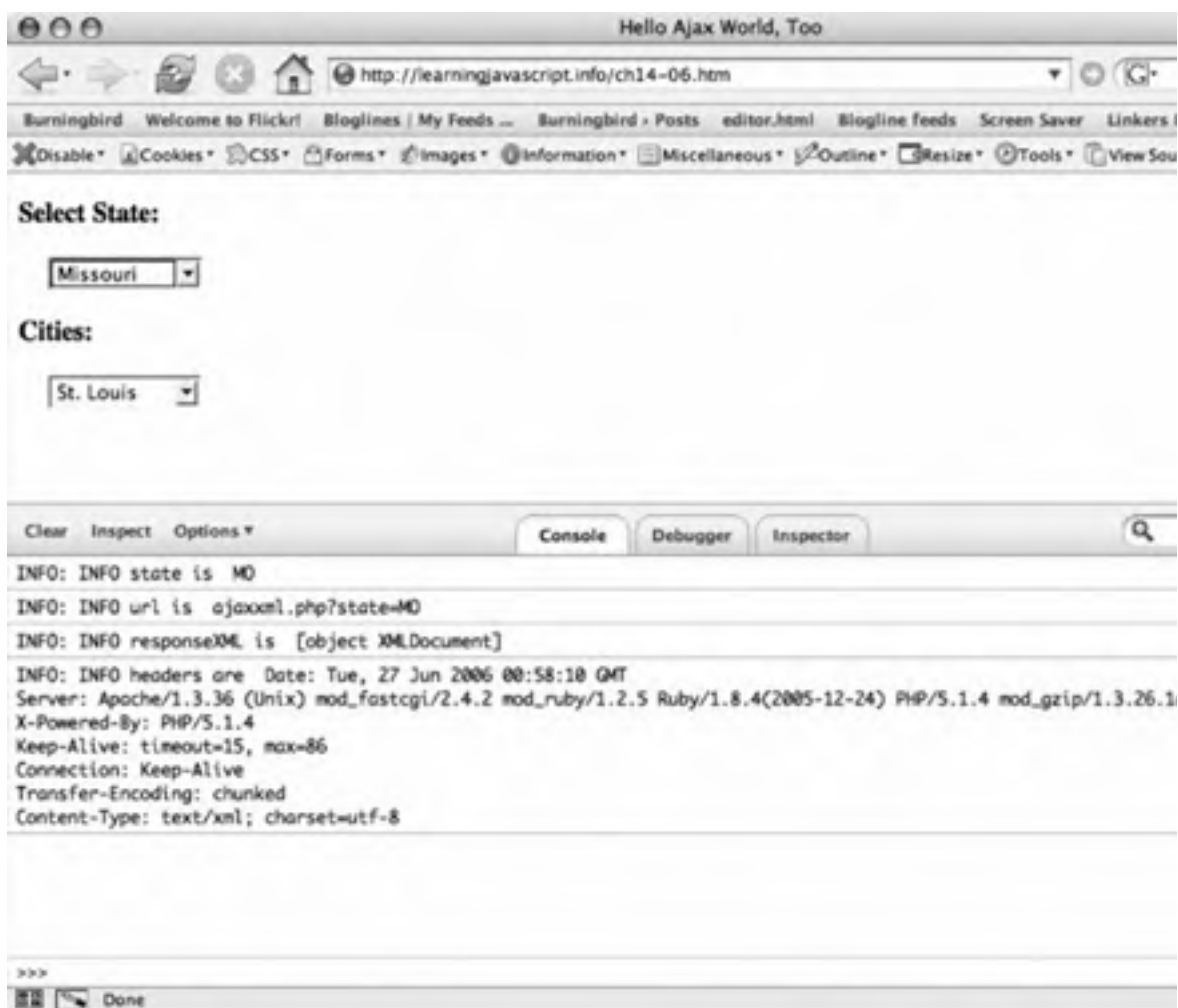 Hello Ajax World, Too
http://learningjavascript.info/ch14-06.htm
Burningbird Welcome to Flickr! Bloglines | My Feeds ... Burningbird › Posts editor.html Blogline feeds Screen Saver Linkers
Disable Cookies CSS Forms Images Information Miscellaneous Outline Resize Tools View Sou
Select State:
Missouri
Cities:
St. Louis
Clear Inspect Options Console Debugger Inspector
INFO: INFO state is MO
INFO: INFO url is ajaxxml.php?state=MO
INFO: INFO responseXML is [object XMLDocument]
INFO: INFO headers are Date: Tue, 27 Jun 2006 00:58:10 GMT
Server: Apache/1.3.36 (Unix) mod_fastcgi/2.4.2 mod_ruby/1.2.5 Ruby/1.8.4(2005-12-24) PHP/5.1.4 mod_gzip/1.3.26.1
X-Powered-By: PHP/5.1.4
Keep-Alive: timeout=15, max=86
Connection: Keep-Alive
Transfer-Encoding: chunked
Content-Type: text/xml; charset=utf-8
>>>
Done